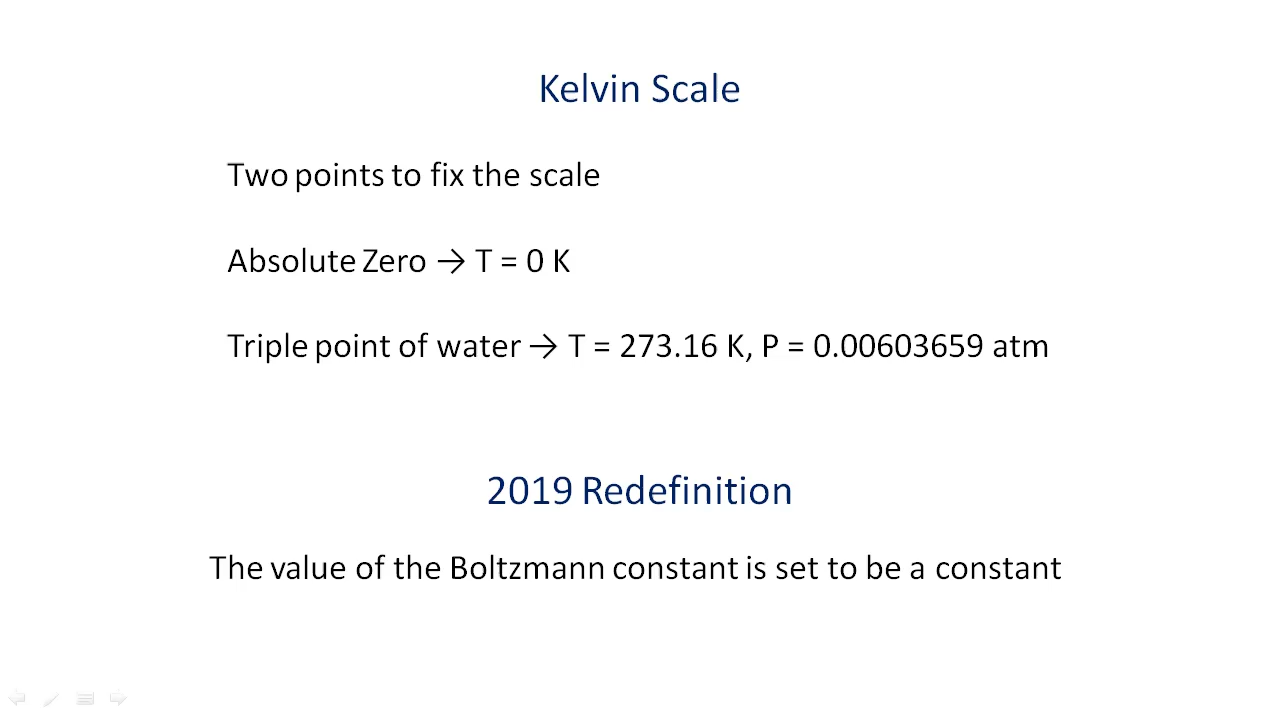 Kelvin Scale
Two points to fix the scale
Absolute Zero → T = 0 K
Triple point of water → T = 273.16 K, P = 0.00603659 atm
2019 Redefinition
The value of the Boltzmann constant is set to be a constant